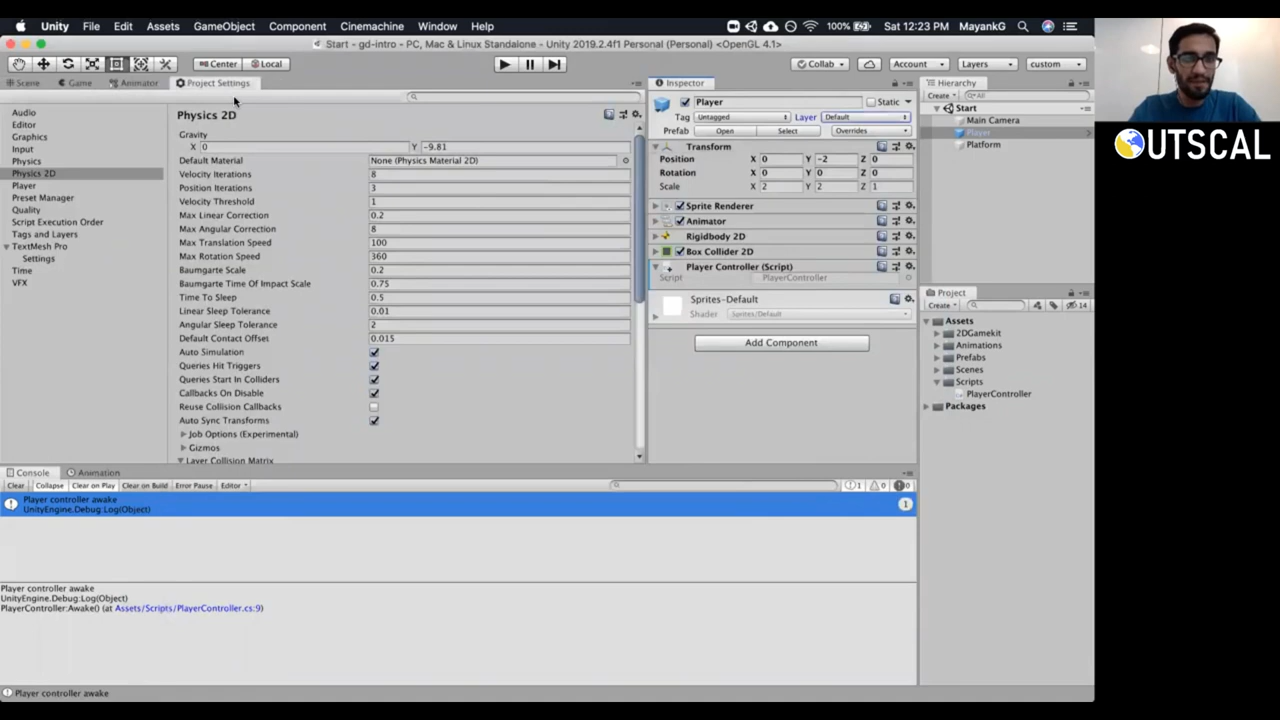 Unity File Edit Assets GameObject Component Cinemachine Window Help 100% Sat 12:23 PM MayankG
Start - gd-intro - PC, Mac & Linux Standalone - Unity 2019.2.4f1 Personal (Personal) <OpenGL 4.1>
Center Local Collab Account Layers custom
Scene Game Animator Project Settings
Audio
Editor
Graphics
Input
Physics
Physics 2D
Player
Preset Manager
Quality
Script Execution Order
Tags and Layers
TextMesh Pro
Settings
Time
VFX
Physics 2D
Gravity
X 0 Y -9.81
Default Material None (Physics Material 2D)
Velocity Iterations 8
Position Iterations 3
Velocity Threshold 1
Max Linear Correction 0.2
Max Angular Correction 8
Max Translation Speed 100
Max Rotation Speed 360
Baumgarte Scale 0.2
Baumgarte Time Of Impact Scale 0.75
Time To Sleep 0.5
Linear Sleep Tolerance 0.01
Angular Sleep Tolerance 2
Default Contact Offset 0.015
Auto Simulation
Queries Hit Triggers
Queries Start In Colliders
Callbacks On Disable
Reuse Collision Callbacks
Auto Sync Transforms
Job Options (Experimental)
Gizmos
Layer Collision Matrix
Inspector
Player Static
Tag Untagged Layer Default
Prefab Open Select Overrides
Transform
Position X 0 Y -2 Z 0
Rotation X 0 Y 0 Z 0
Scale X 2 Y 2 Z 1
Sprite Renderer
Animator
Rigidbody 2D
Box Collider 2D
Player Controller (Script)
Script PlayerController
Sprites-Default
Shader Sprites/Default
Add Component
Hierarchy
Create All
Start
Main Camera
Player
Platform
Project
Create 14
Assets
2DGamekit
Animations
Prefabs
Scenes
Scripts
PlayerController
Packages
OUTSCAL
Console Animation
Clear Collapse Clear on Play Clear on Build Error Pause Editor 1 0 0
Player controller awake
UnityEngine.Debug:Log(Object)
1
Player controller awake
UnityEngine.Debug:Log(Object)
PlayerController:Awake() (at Assets/Scripts/PlayerController.cs:9)
Player controller awake